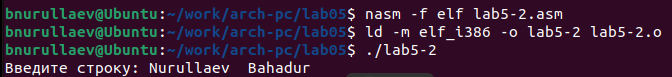 bnurullaev@Ubuntu:~/work/arch-pc/lab05$ nasm -f elf lab5-2.asm
bnurullaev@Ubuntu:~/work/arch-pc/lab05$ ld -m elf_i386 -o lab5-2 lab5-2.o
bnurullaev@Ubuntu:~/work/arch-pc/lab05$ ./lab5-2
Введите строку: Nurullaev  Bahadur